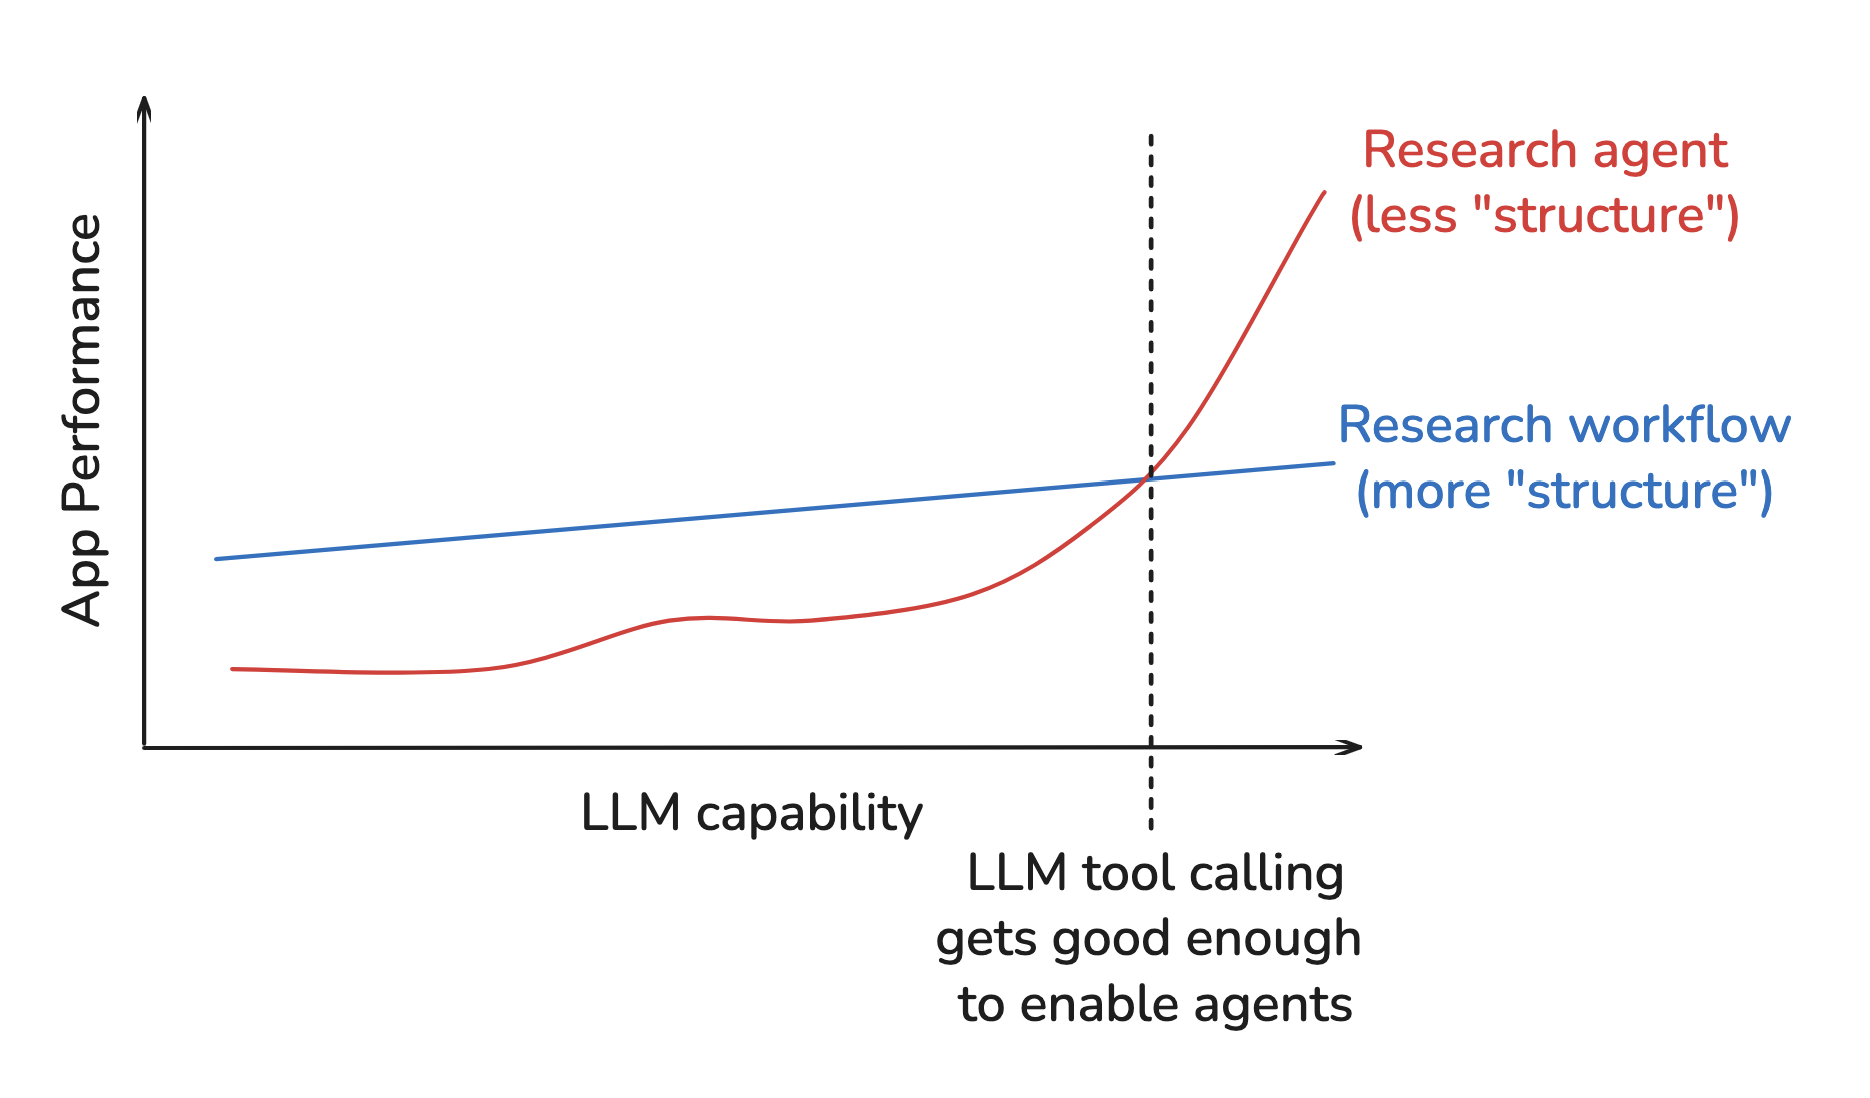 App Performance
Research agent
(less "structure")
Research workflow
(more "structure")
LLM capability
LLM tool calling
gets good enough
to enable agents